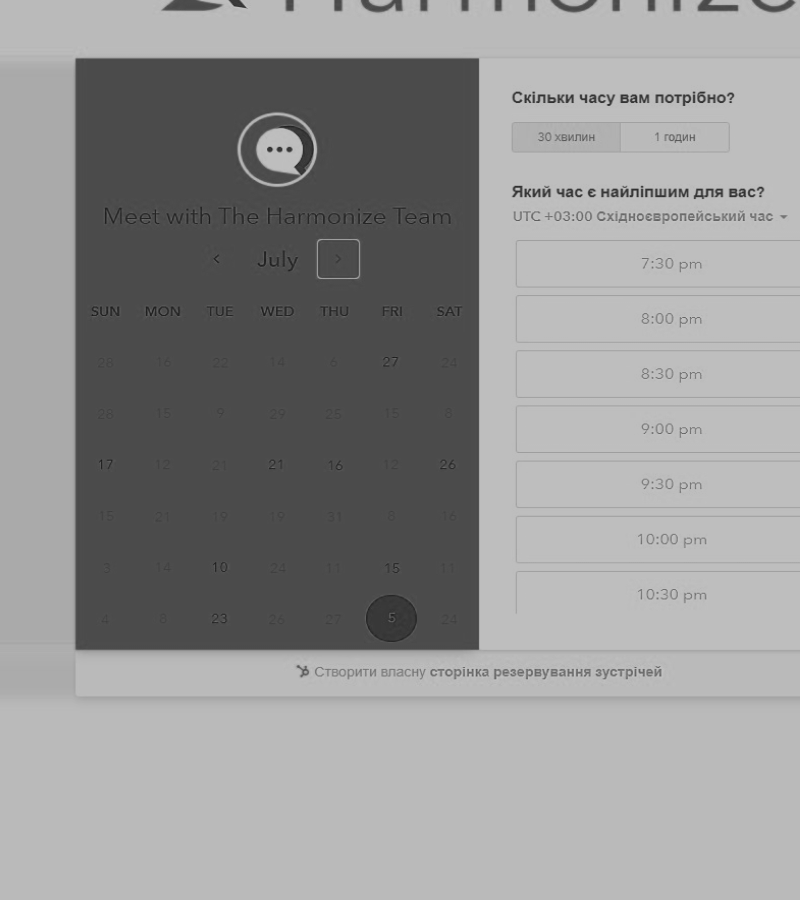 Harmonize
Meet with The Harmonize Team
July
SUN MON TUE WED THU FRI SAT
28 16 22 14 6 27 24
28 15 9 29 25 15 8
17 12 21 21 16 12 26
15 21 19 19 31 8 16
3 14 10 24 11 15 11
4 8 23 26 27 5 24
Скільки часу вам потрібно?
30 хвилин 1 годин
Який час є найліпшим для вас?
UTC +03:00 Східноєвропейський час
7:30 pm
8:00 pm
8:30 pm
9:00 pm
9:30 pm
10:00 pm
10:30 pm
Створити власну сторінка резервування зустрічей